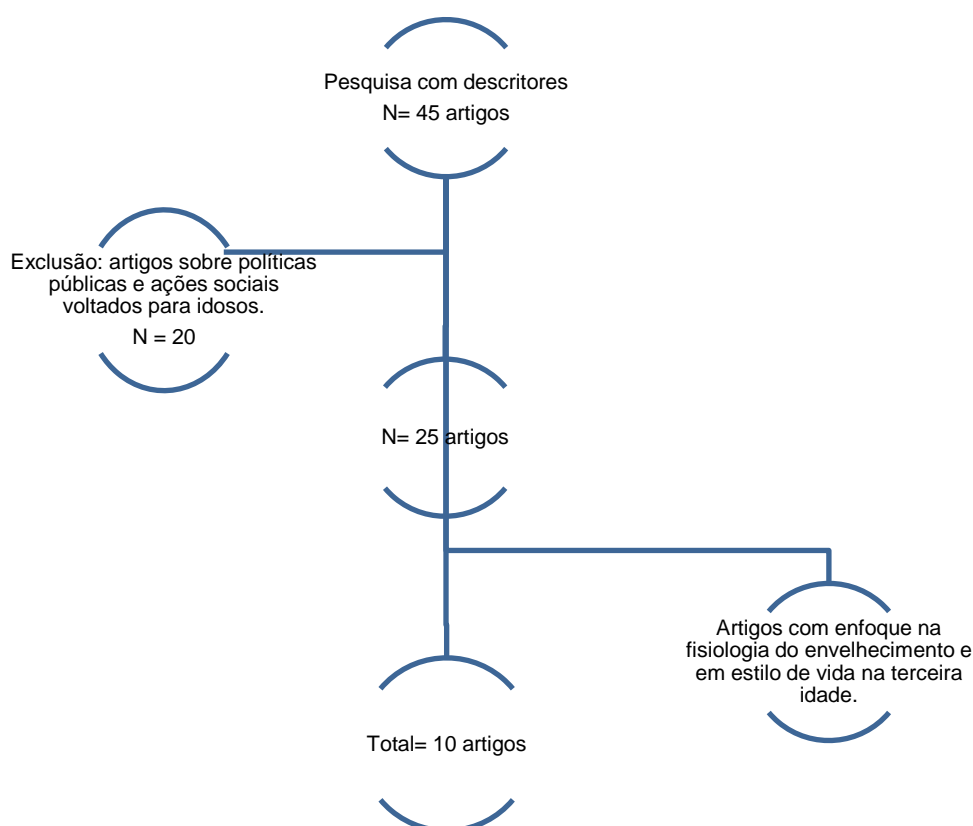 Pesquisa com descritores
N= 45 artigos
Exclusão: artigos sobre políticas
públicas e ações sociais
voltados para idosos.
N = 20
N= 25 artigos
Artigos com enfoque na
fisiologia do envelhecimento e
em estilo de vida na terceira
idade.
Total= 10 artigos